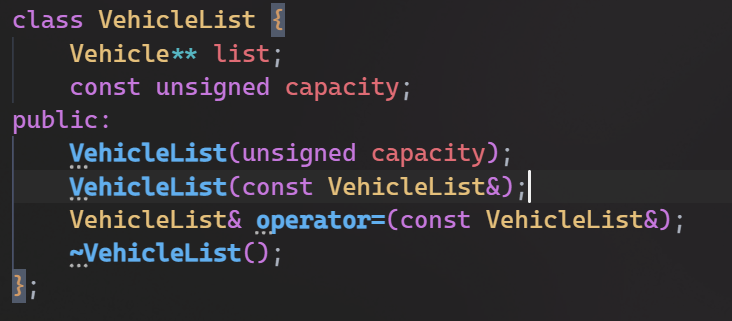 class VehicleList {
    Vehicle** list;
    const unsigned capacity;
public:
    VehicleList(unsigned capacity);
    VehicleList(const VehicleList&);
    VehicleList& operator=(const VehicleList&);
    ~VehicleList();
};